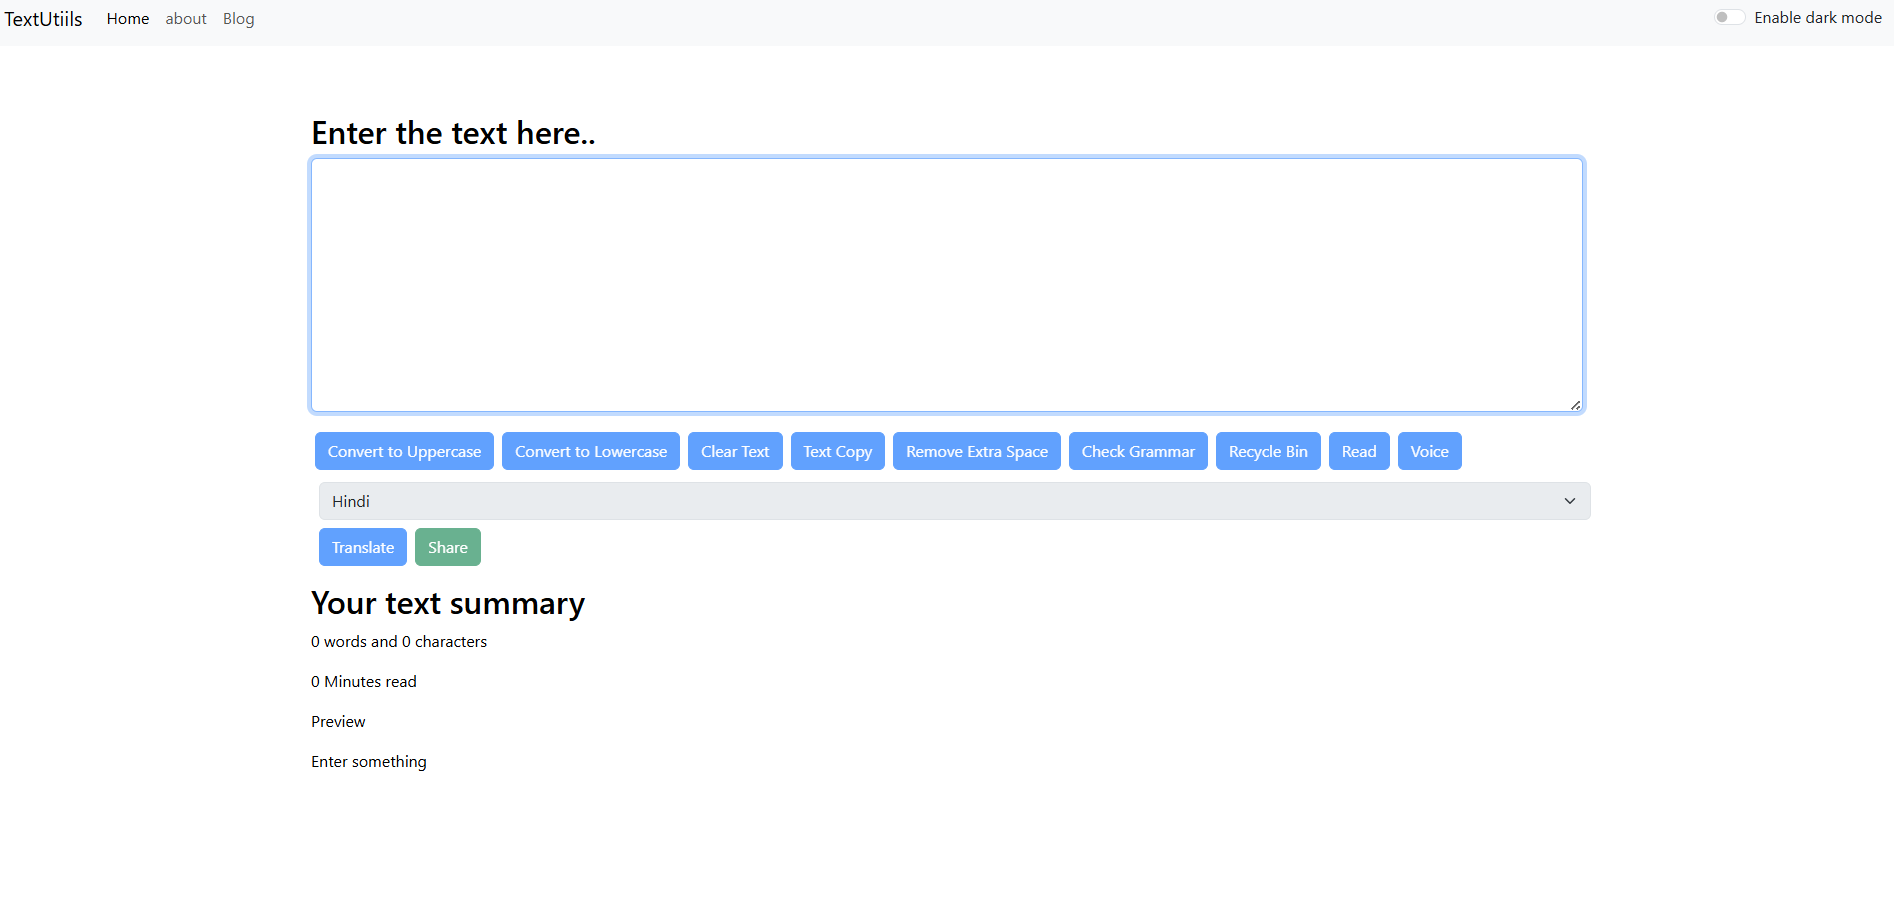 TextUtiils Home about Blog Enable dark mode
Enter the text here..
Convert to Uppercase Convert to Lowercase Clear Text Text Copy Remove Extra Space Check Grammar Recycle Bin Read Voice
Hindi
Translate Share
Your text summary
0 words and 0 characters
0 Minutes read
Preview
Enter something